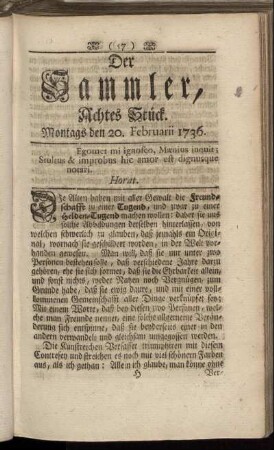 ( 57 )
Der
Sammler,
Achtes Stück.
Montags den 20. Februarii 1736.
Egomet mi ignosco, Mænius inquit;
Stultus & improbus hic amor est dignusque
notari.
Horat.
Die Alten haben mit aller Gewalt die Freund-
schafft zu einer Tugend, und zwar zu einer
Helden-Tugend machen wollen: daher sie uns
solche Abbildungen derselben hinterlassen, von
welchen schwerlich zu glauben, daß jemahls ein Origi-
nal, wornach sie geschildert worden, in der Welt vor-
handen gewesen. Man will, daß sie nur unter zwo
Personen bestehen solle, daß verschiedene Jahre darzu
gehören, ehe sie sich formet; daß sie die Ehrbarkeit allein,
und sonst nichts, weder Nutzen noch Vergnügen, zum
Grunde habe, daß sie ewig daure, und mit einer voll-
kommenen Gemeinschafft aller Dinge verknüpfet sey:
Mit einem Worte, daß bey diesen zwo Personen, wel-
che man Freunde nennet, eine solche allgemeine Verän-
derung sich entspinne, daß sie beyderseits einer in den
andern verwandelt und gleichsam umgegossen werden.
Die Kunstreichen Verfasser triumphiren mit diesem
Contrefey und streichen es noch mit viel schönern Farben
aus, als ich gethan: Allein ich glaube, man könne ohne
H Ver-